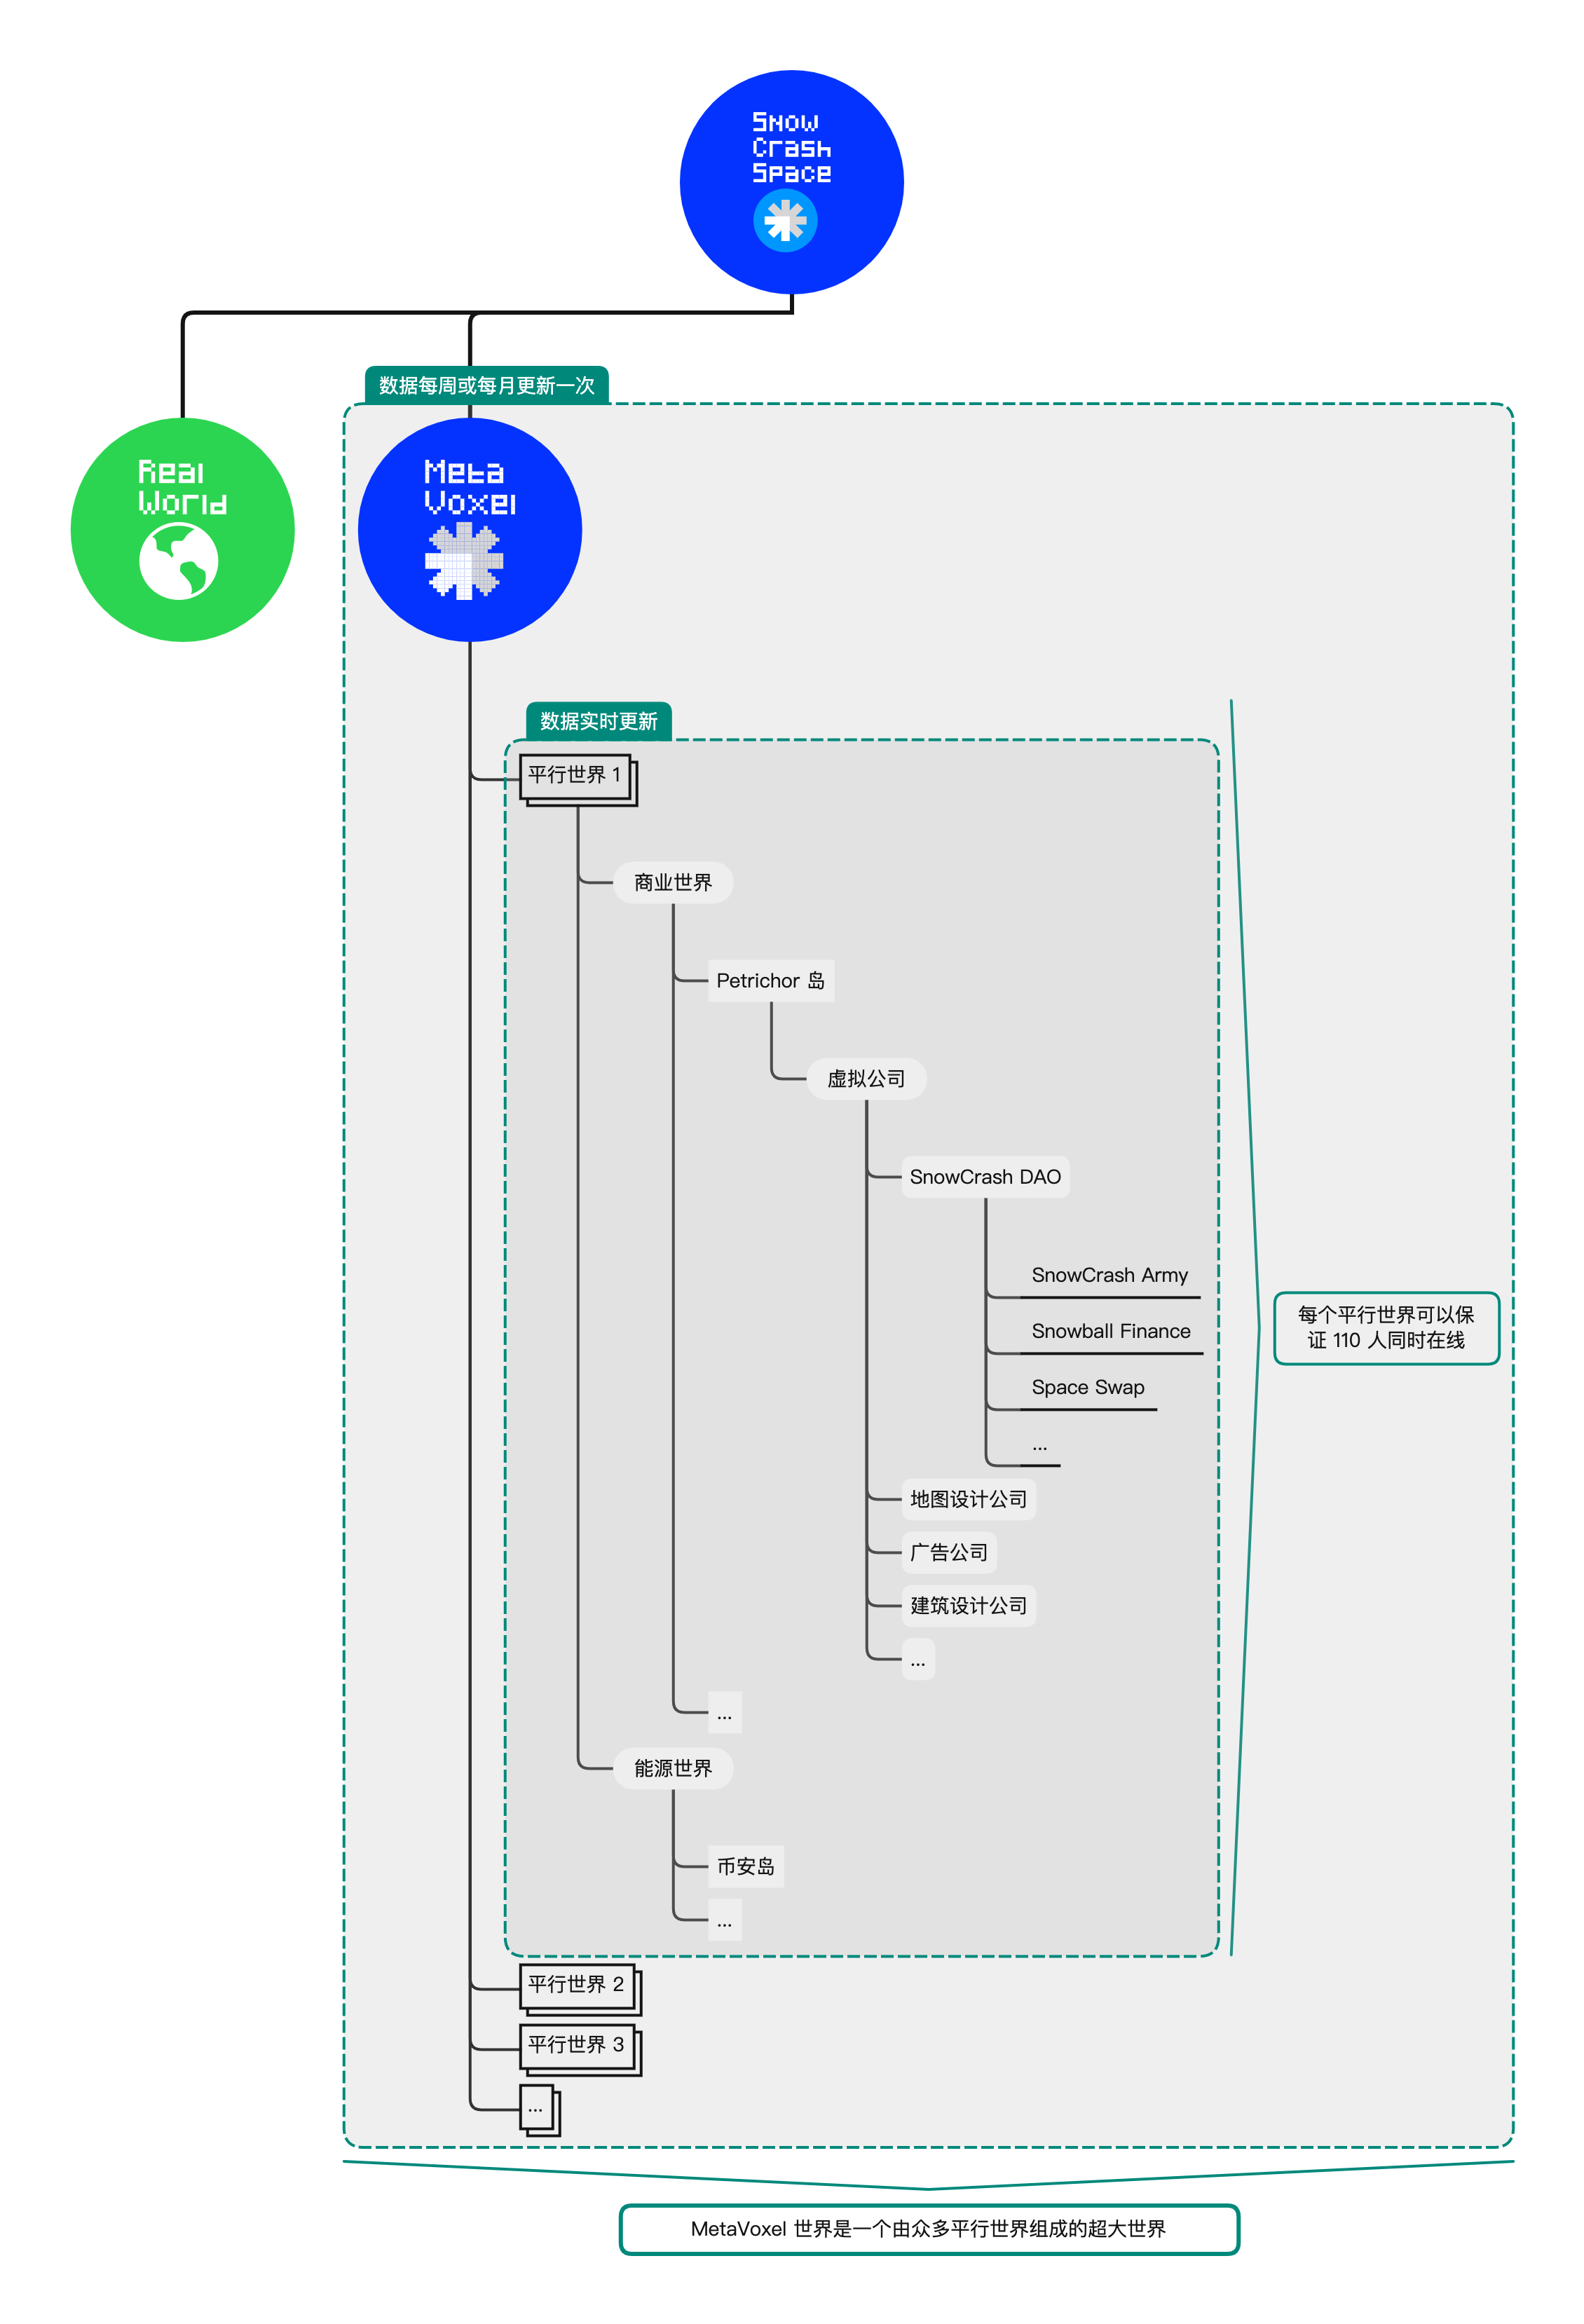 Snow
Crash
Space
数据每周或每月更新一次
Real
World
Meta
Voxel
数据实时更新
平行世界 1
商业世界
Petrichor 岛
虚拟公司
SnowCrash DAO
SnowCrash Army
Snowball Finance
Space Swap
...
地图设计公司
广告公司
建筑设计公司
...
...
能源世界
币安岛
...
每个平行世界可以保
证 110 人同时在线
平行世界 2
平行世界 3
...
MetaVoxel 世界是一个由众多平行世界组成的超大世界